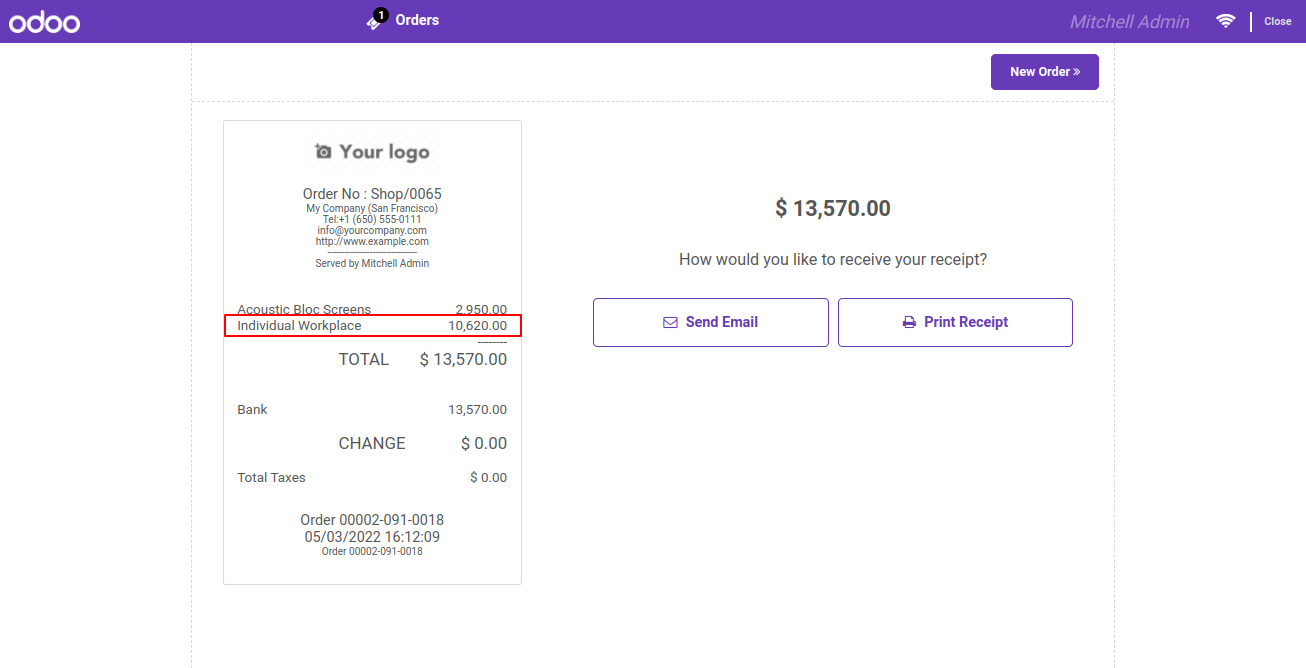 odoo
1
Orders
Mitchell Admin
Close
New Order »
Your logo
Order No : Shop/0065
My Company (San Francisco)
Tel:+1 (650) 555-0111
info@yourcompany.com
http://www.example.com
--------------------------------
Served by Mitchell Admin
Acoustic Bloc Screens 2,950.00
Individual Workplace 10,620.00
--------
TOTAL $ 13,570.00
Bank 13,570.00
CHANGE $ 0.00
Total Taxes $ 0.00
Order 00002-091-0018
05/03/2022 16:12:09
Order 00002-091-0018
$ 13,570.00
How would you like to receive your receipt?
Send Email
Print Receipt